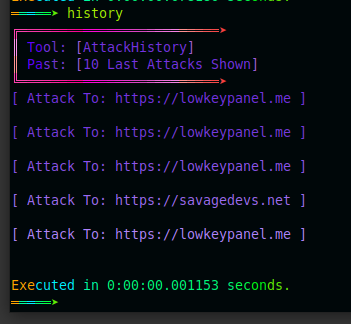 ════➤ history
Tool: [AttackHistory]
Past: [10 Last Attacks Shown]
[ Attack To: https://lowkeypanel.me ]
[ Attack To: https://lowkeypanel.me ]
[ Attack To: https://lowkeypanel.me ]
[ Attack To: https://savagedevs.net ]
[ Attack To: https://lowkeypanel.me ]
Executed in 0:00:00.001153 seconds.
════➤